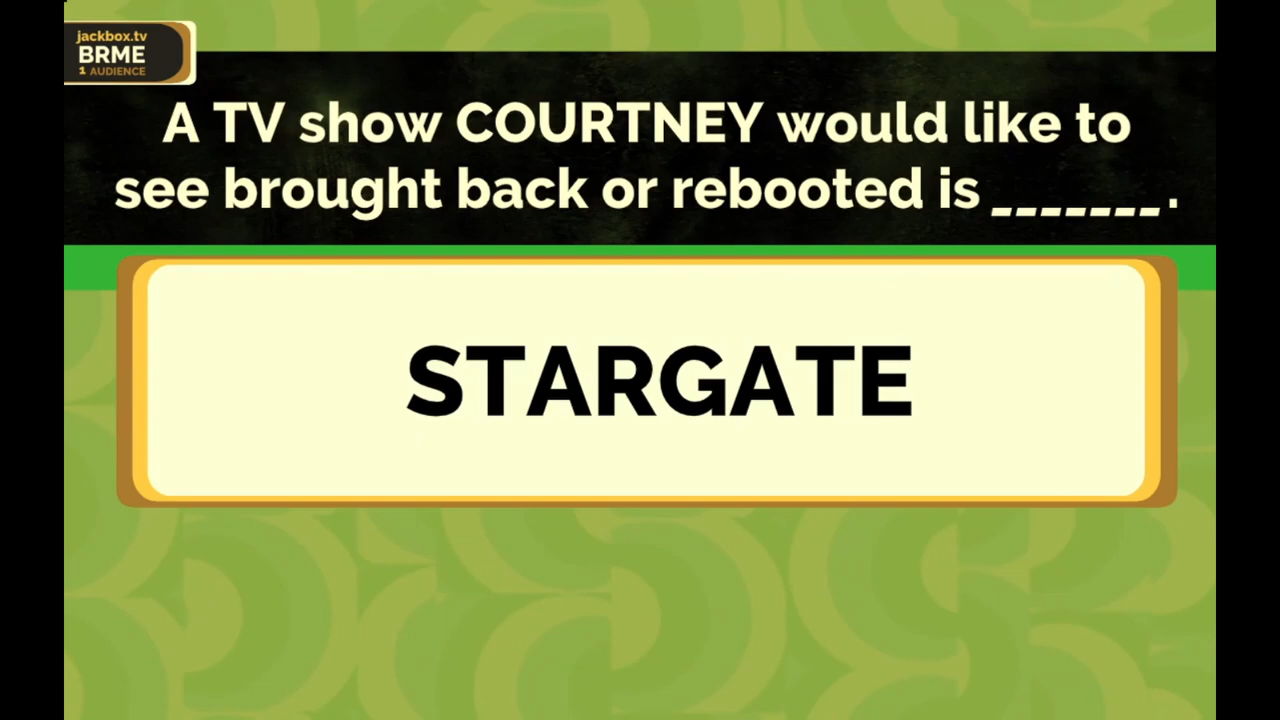 jackbox.tv
BRME
1 AUDIENCE
A TV show COURTNEY would like to
see brought back or rebooted is _______.
STARGATE